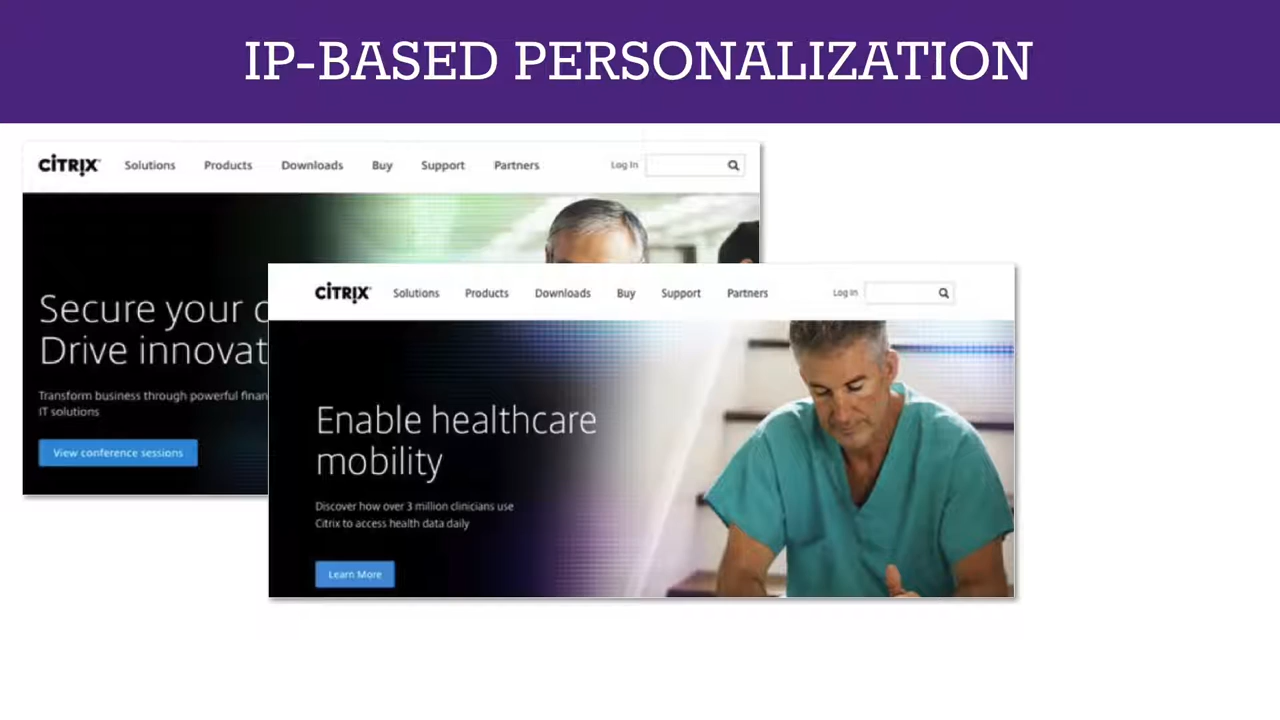 IP-BASED PERSONALIZATION
CITRIX Solutions Products Downloads Buy Support Partners Log In
Secure your
Drive innovat
Transform business through powerful finan
IT solutions
View conference sessions
CITRIX Solutions Products Downloads Buy Support Partners Log In
Enable healthcare
mobility
Discover how over 3 million clinicians use
Citrix to access health data daily
Learn More